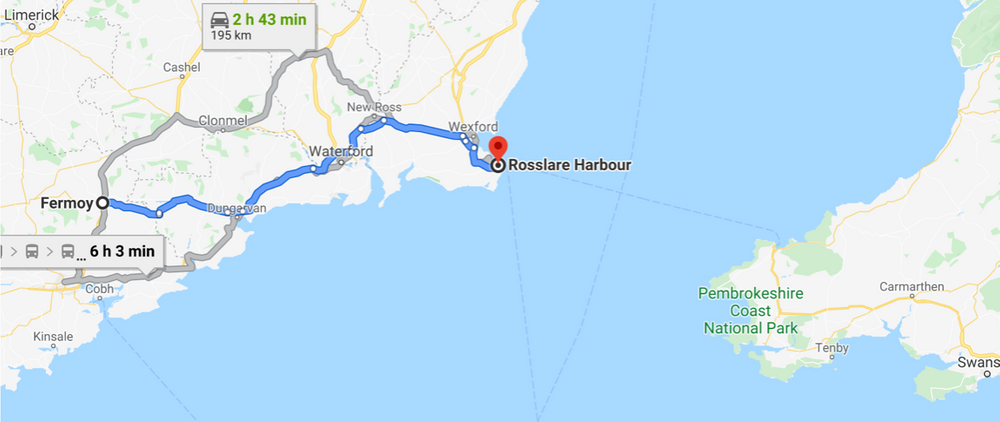 Limerick
2 h 43 min
195 km
Cashel
Clonmel
New Ross
Wexford
Waterford
Rosslare Harbour
Fermoy
Dungarvan
... 6 h 3 min
Cobh
Kinsale
Pembrokeshire
Coast
National Park
Carmarthen
Tenby
Swans